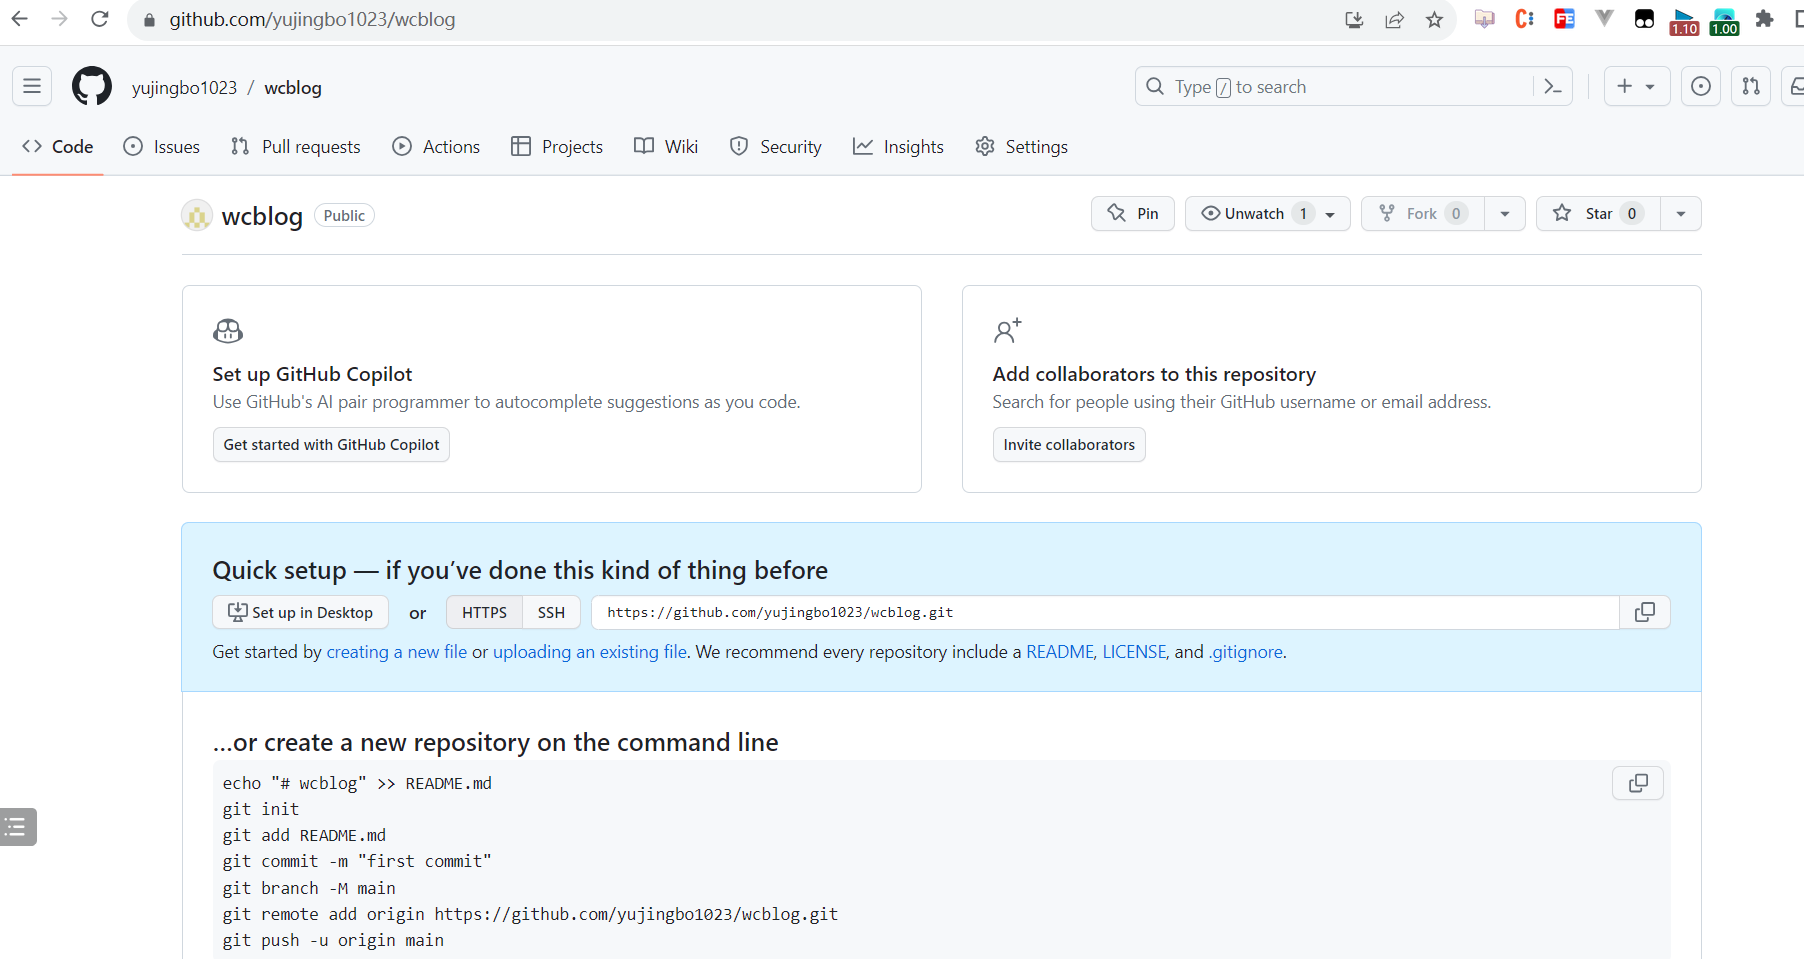 github.com/yujingbo1023/wcblog
FE
1.10
1.00
yujingbo1023 / wcblog
Type / to search
Code
Issues
Pull requests
Actions
Projects
Wiki
Security
Insights
Settings
wcblog Public
Pin
Unwatch 1
Fork 0
Star 0
Set up GitHub Copilot
Use GitHub's AI pair programmer to autocomplete suggestions as you code.
Get started with GitHub Copilot
Add collaborators to this repository
Search for people using their GitHub username or email address.
Invite collaborators
Quick setup — if you’ve done this kind of thing before
Set up in Desktop or HTTPS SSH https://github.com/yujingbo1023/wcblog.git
Get started by creating a new file or uploading an existing file. We recommend every repository include a README, LICENSE, and .gitignore.
…or create a new repository on the command line
echo "# wcblog" >> README.md
git init
git add README.md
git commit -m "first commit"
git branch -M main
git remote add origin https://github.com/yujingbo1023/wcblog.git
git push -u origin main